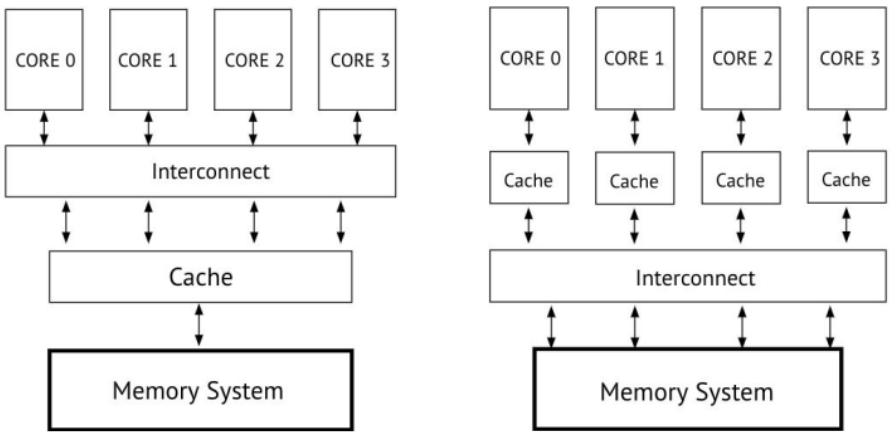 CORE 0
CORE 1
CORE 2
CORE 3
Interconnect
Cache
Memory System
CORE 0
CORE 1
CORE 2
CORE 3
Cache
Cache
Cache
Cache
Interconnect
Memory System